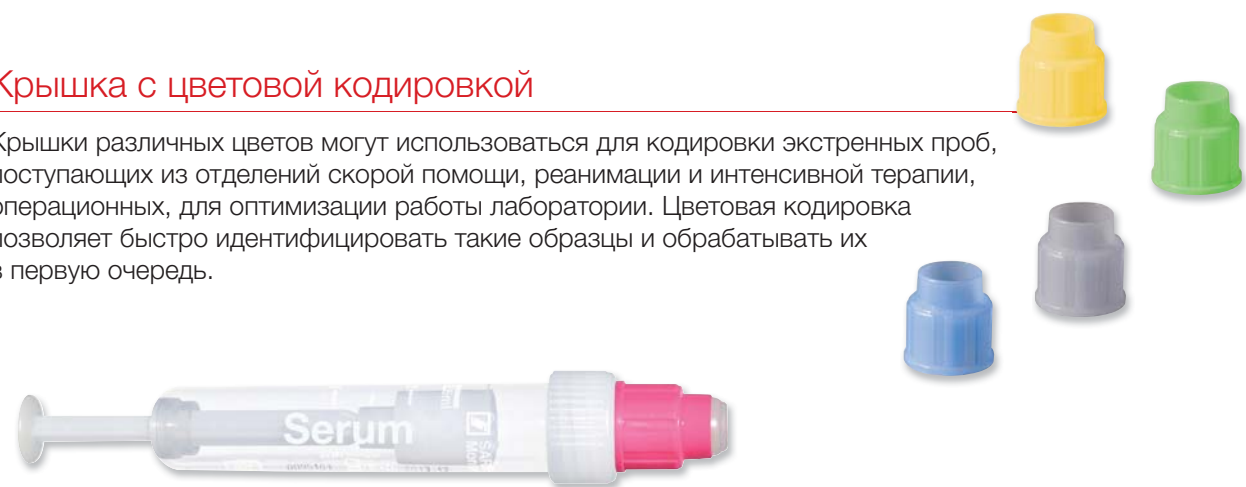 Крышка с цветовой кодировкой
Крышки различных цветов могут использоваться для кодировки экстренных проб,
поступающих из отделений скорой помощи, реанимации и интенсивной терапии,
операционных, для оптимизации работы лаборатории. Цветовая кодировка
позволяет быстро идентифицировать такие образцы и обрабатывать их
в первую очередь.
Serum